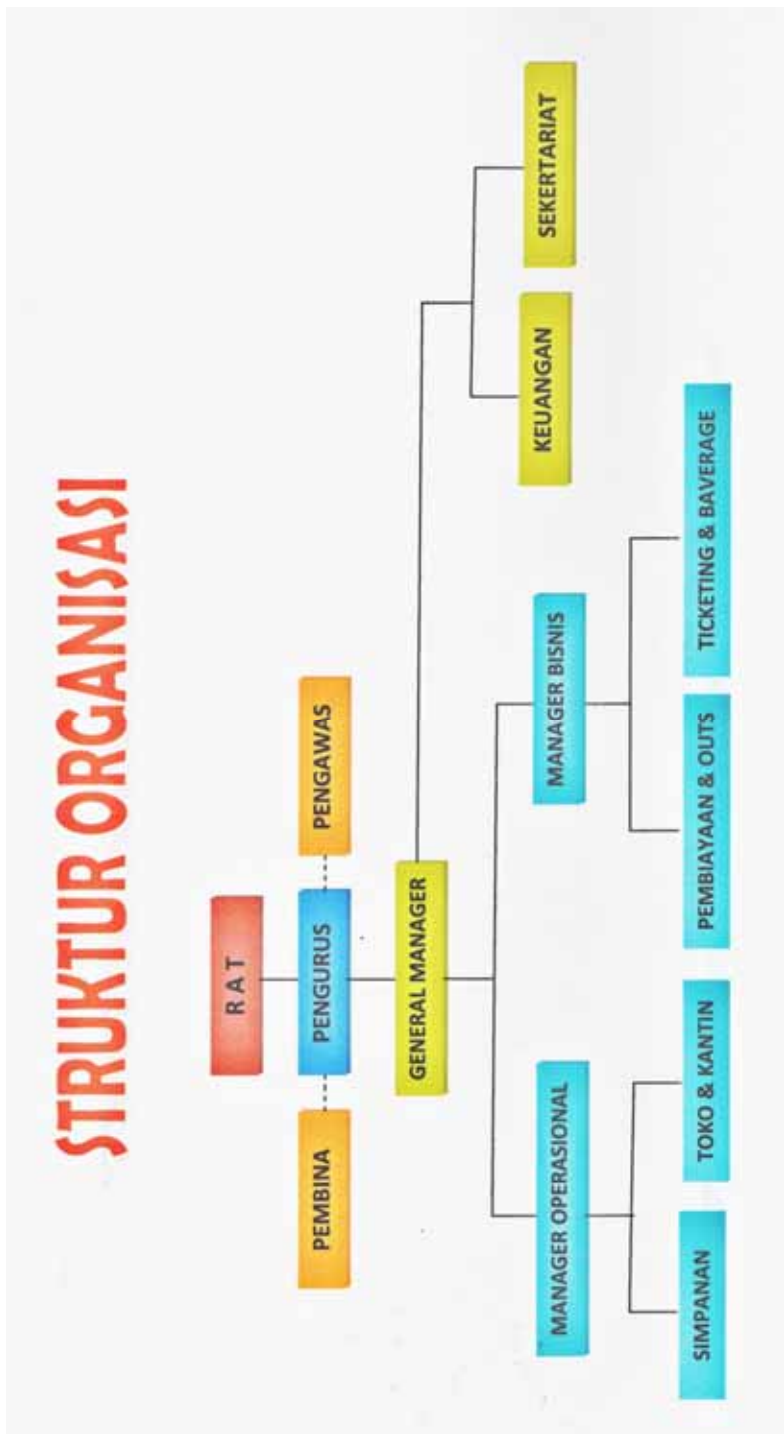 STRUKTUR ORGANISASI
R A T
PEMBINA
PENGURUS
PENGAWAS
GENERAL MANAGER
KEUANGAN
SEKERTARIAT
MANAGER OPERASIONAL
MANAGER BISNIS
SIMPANAN
TOKO & KANTIN
PEMBIAYAAN & OUTS
TICKETING & BAVERAGE